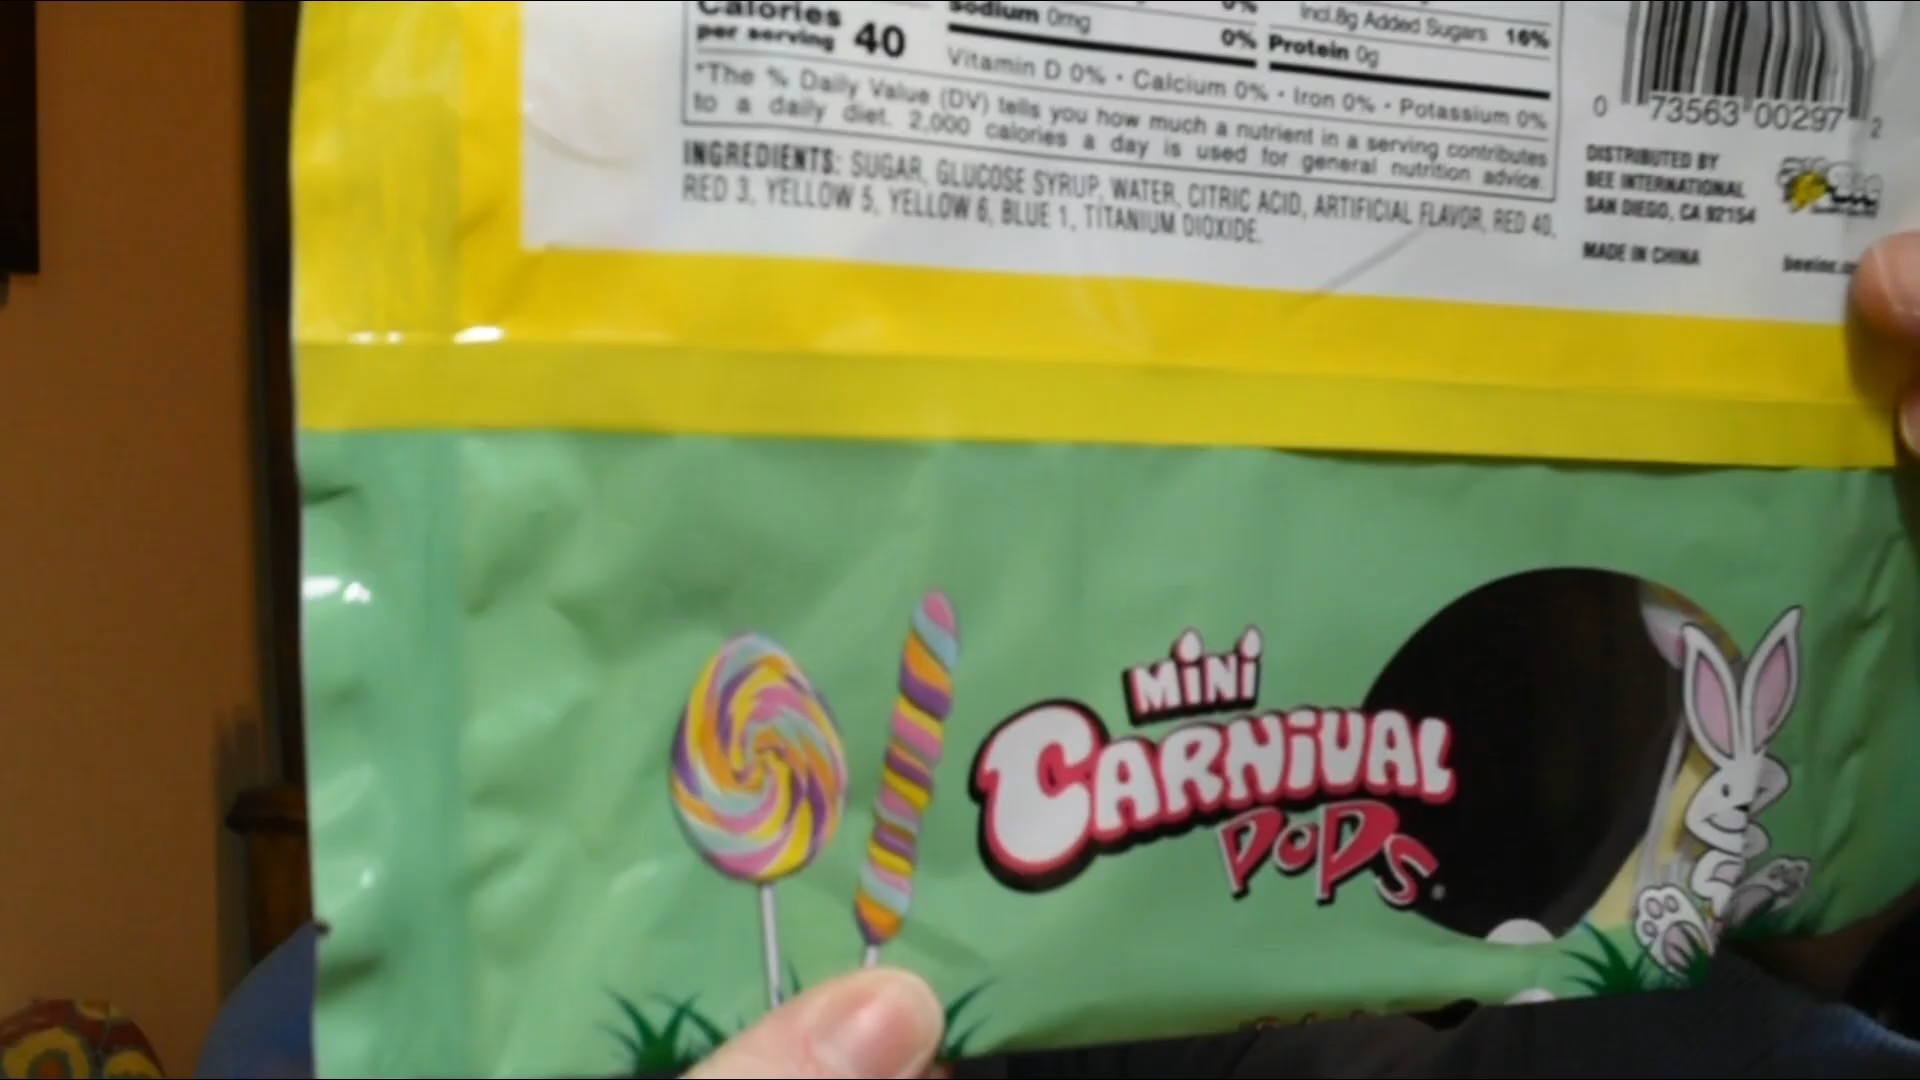 Calories
per serving 40
Sodium 0mg 0%
0%
Incl. 8g Added Sugars 16%
Protein 0g
Vitamin D 0% • Calcium 0% • Iron 0% • Potassium 0%
*The % Daily Value (DV) tells you how much a nutrient in a serving contributes
to a daily diet. 2,000 calories a day is used for general nutrition advice.
INGREDIENTS: SUGAR, GLUCOSE SYRUP, WATER, CITRIC ACID, ARTIFICIAL FLAVOR, RED 40,
RED 3, YELLOW 5, YELLOW 6, BLUE 1, TITANIUM DIOXIDE.
0 73563 00297 2
DISTRIBUTED BY
BEE INTERNATIONAL
SAN DIEGO, CA 92154
MADE IN CHINA
MINI
CARNIVAL
POPS